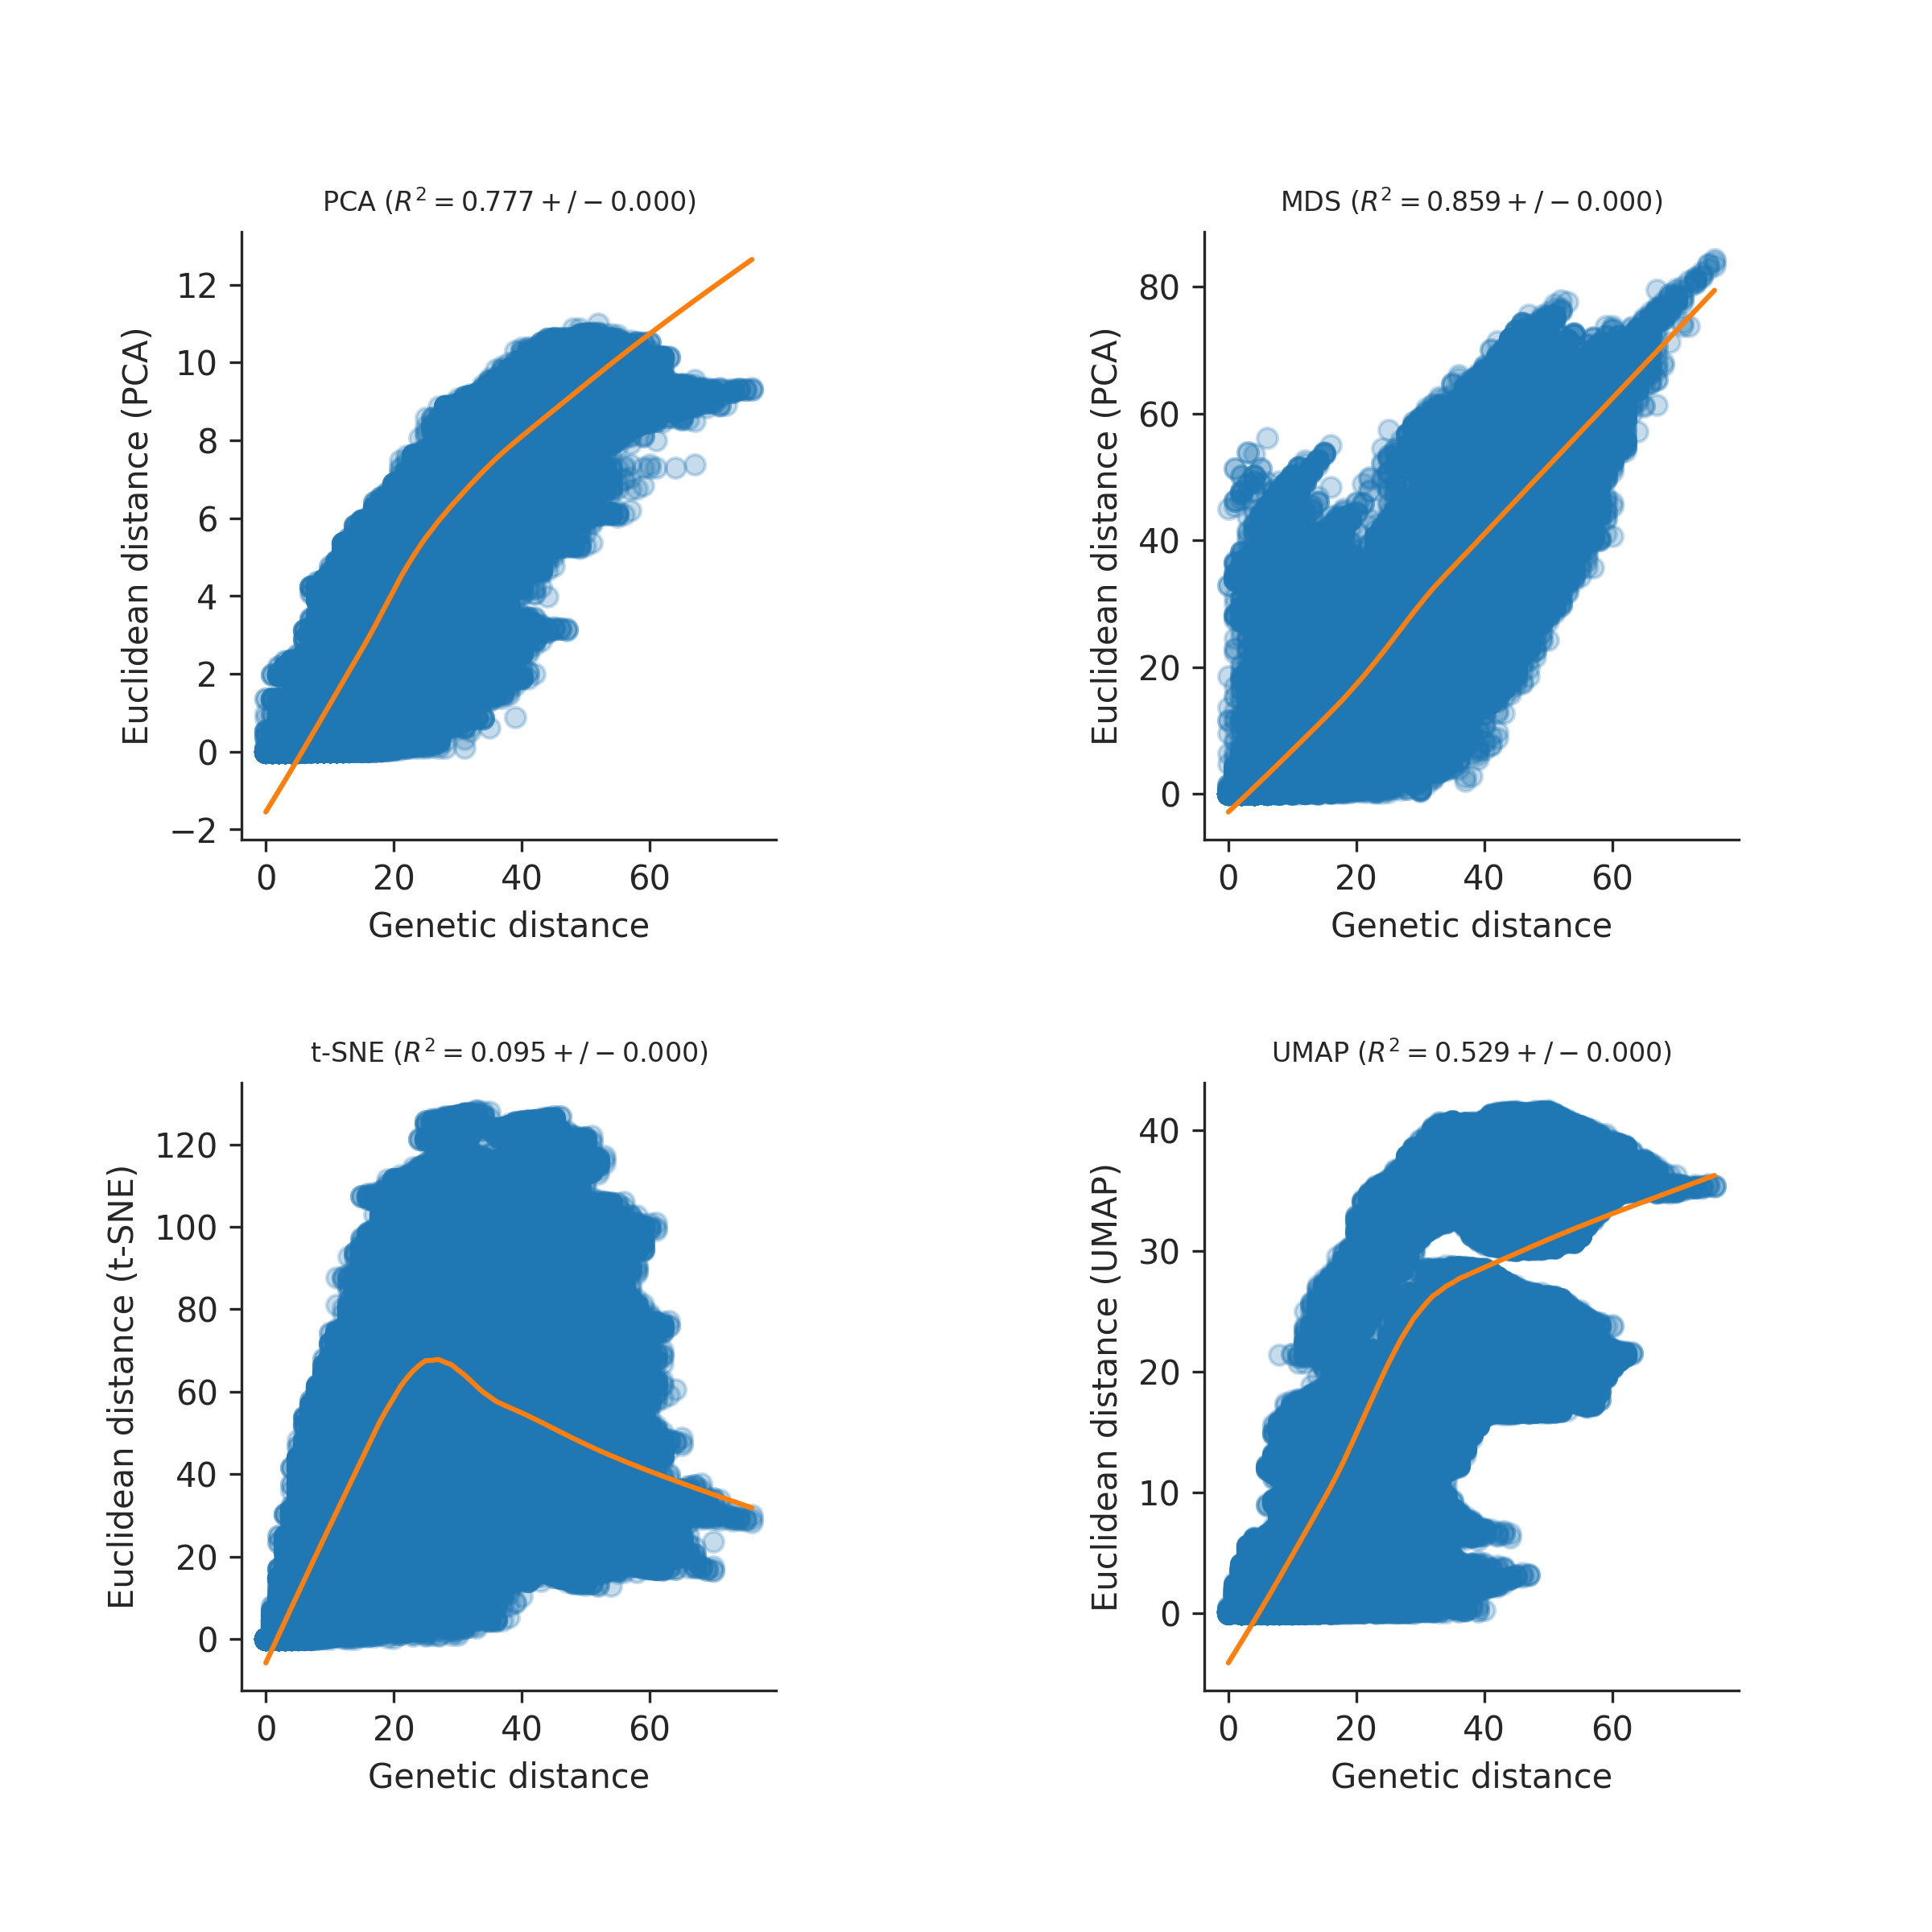 PCA (R² = 0.777 + / − 0.000)
12
10
8
6
4
2
0
−2
Euclidean distance (PCA)
0 20 40 60
Genetic distance
MDS (R² = 0.859 + / − 0.000)
80
60
40
20
0
Euclidean distance (PCA)
0 20 40 60
Genetic distance
t-SNE (R² = 0.095 + / − 0.000)
120
100
80
60
40
20
0
Euclidean distance (t-SNE)
0 20 40 60
Genetic distance
UMAP (R² = 0.529 + / − 0.000)
40
30
20
10
0
Euclidean distance (UMAP)
0 20 40 60
Genetic distance